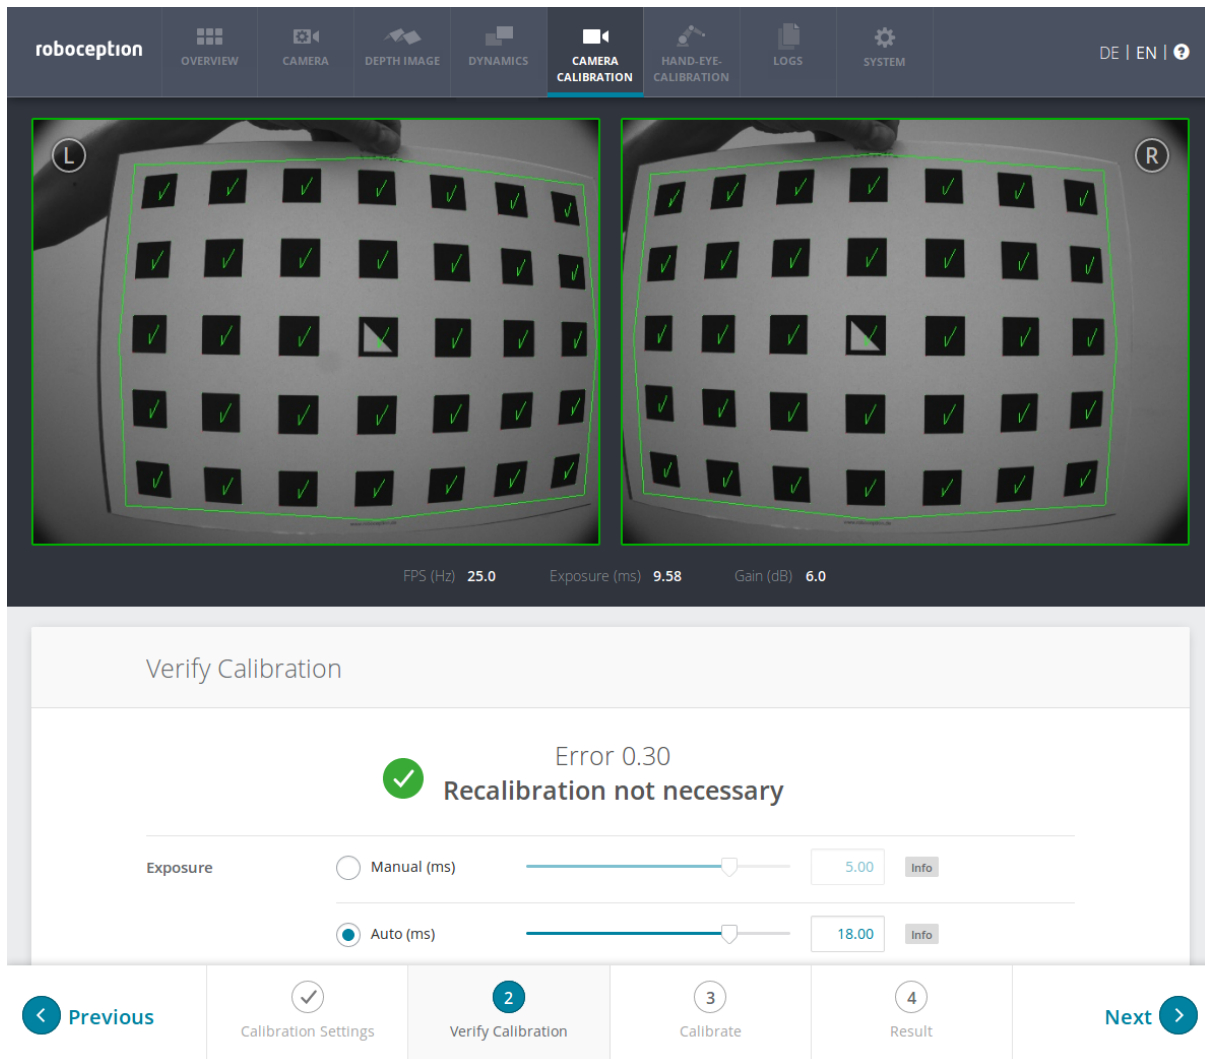 roboception
OVERVIEW
CAMERA
DEPTH IMAGE
DYNAMICS
CAMERA
CALIBRATION
HAND-EYE-
CALIBRATION
LOGS
SYSTEM
DE | EN | ?
L
R
FPS (Hz) 25.0 Exposure (ms) 9.58 Gain (dB) 6.0
Verify Calibration
Error 0.30
Recalibration not necessary
Exposure Manual (ms) 5.00 Info
Auto (ms) 18.00 Info
Previous
Calibration Settings
2
Verify Calibration
3
Calibrate
4
Result
Next